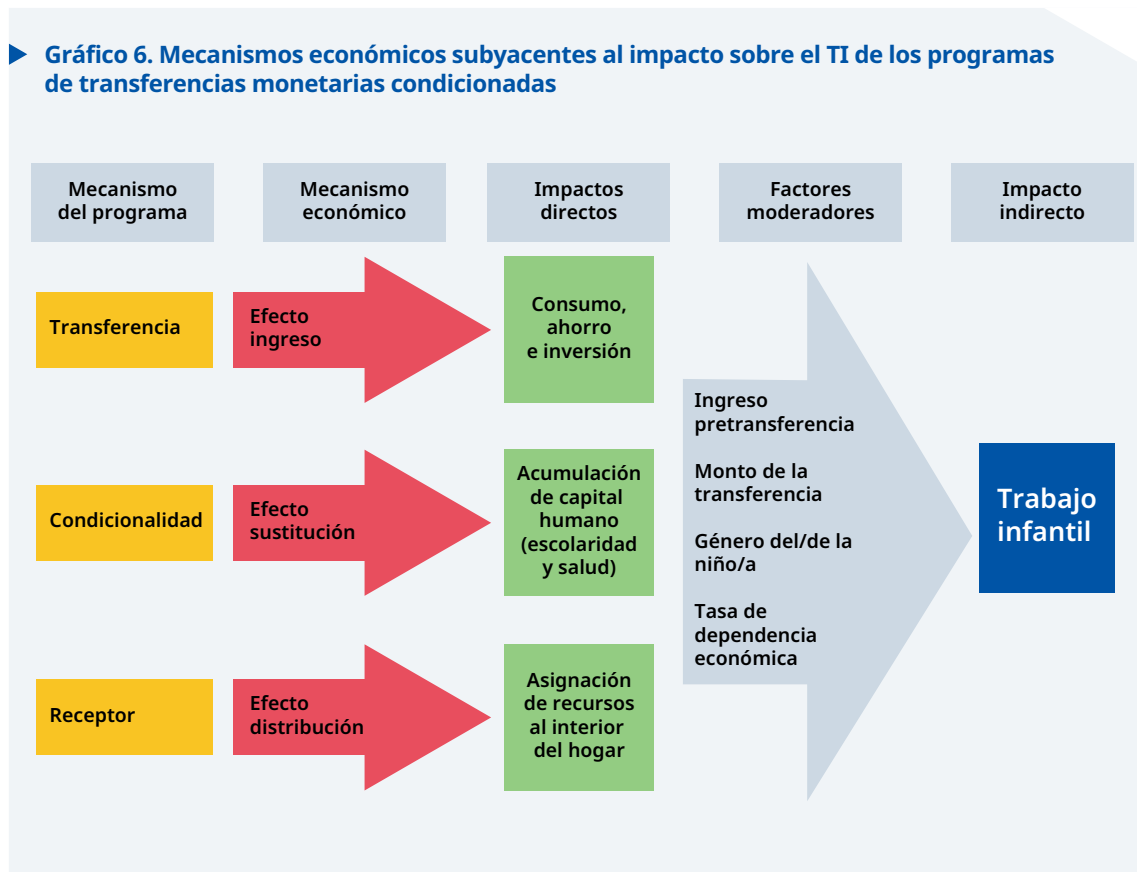 Gráfico 6. Mecanismos económicos subyacentes al impacto sobre el TI de los programas
de transferencias monetarias condicionadas
Mecanismo
del programa
Mecanismo
económico
Impactos
directos
Factores
moderadores
Impacto
indirecto
Transferencia
Efecto
ingreso
Consumo,
ahorro
e inversión
Condicionalidad
Efecto
sustitución
Acumulación
de capital
humano
(escolaridad
y salud)
Receptor
Efecto
distribución
Asignación
de recursos
al interior
del hogar
Ingreso
pretransferencia
Monto de la
transferencia
Género del/de la
niño/a
Tasa de
dependencia
económica
Trabajo
infantil